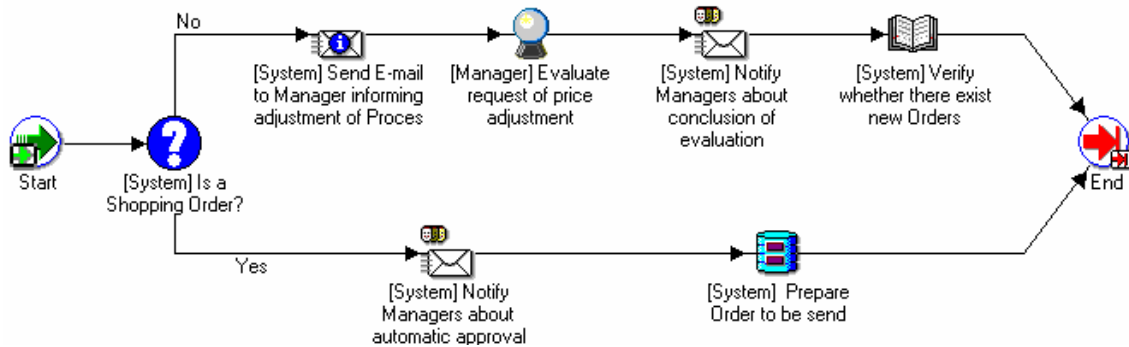 No
[System] Send E-mail
to Manager informing
adjustment of Proces
[Manager] Evaluate
request of price
adjustment
[System] Notify
Managers about
conclusion of
evaluation
[System] Verify
whether there exist
new Orders
Start
[System] Is a
Shopping Order?
End
Yes
[System] Notify
Managers about
automatic approval
[System] Prepare
Order to be send